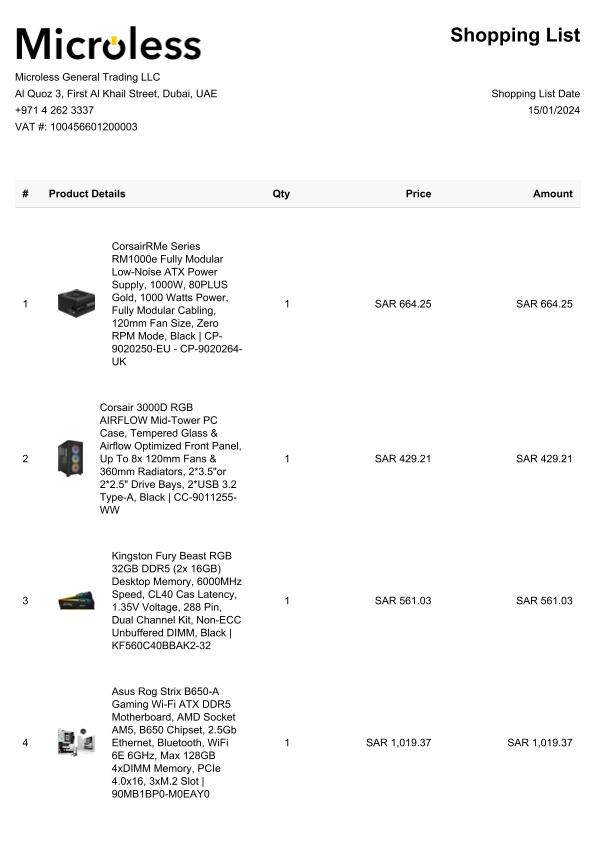 Microless
Shopping List
Microless General Trading LLC
Al Quoz 3, First Al Khail Street, Dubai, UAE
Shopping List Date
+971 4 262 3337
15/01/2024
VAT #: 100456601200003
# Product Details Qty Price Amount
CorsairRMe Series
RM1000e Fully Modular
Low-Noise ATX Power
Supply, 1000W, 80PLUS
Gold, 1000 Watts Power,
1 Fully Modular Cabling, 1 SAR 664.25 SAR 664.25
120mm Fan Size, Zero
RPM Mode, Black | CP-
9020250-EU - CP-9020264-
UK
Corsair 3000D RGB
AIRFLOW Mid-Tower PC
Case, Tempered Glass &
Airflow Optimized Front Panel,
2 Up To 8x 120mm Fans & 1 SAR 429.21 SAR 429.21
360mm Radiators, 2*3.5"or
2*2.5" Drive Bays, 2*USB 3.2
Type-A, Black | CC-9011255-
WW
Kingston Fury Beast RGB
32GB DDR5 (2x 16GB)
Desktop Memory, 6000MHz
3 Speed, CL40 Cas Latency, 1 SAR 561.03 SAR 561.03
1.35V Voltage, 288 Pin,
Dual Channel Kit, Non-ECC
Unbuffered DIMM, Black |
KF560C40BBAK2-32
Asus Rog Strix B650-A
Gaming Wi-Fi ATX DDR5
Motherboard, AMD Socket
AM5, B650 Chipset, 2.5Gb
4 Ethernet, Bluetooth, WiFi 1 SAR 1,019.37 SAR 1,019.37
6E 6GHz, Max 128GB
4xDIMM Memory, PCIe
4.0x16, 3xM.2 Slot |
90MB1BP0-M0EAY0